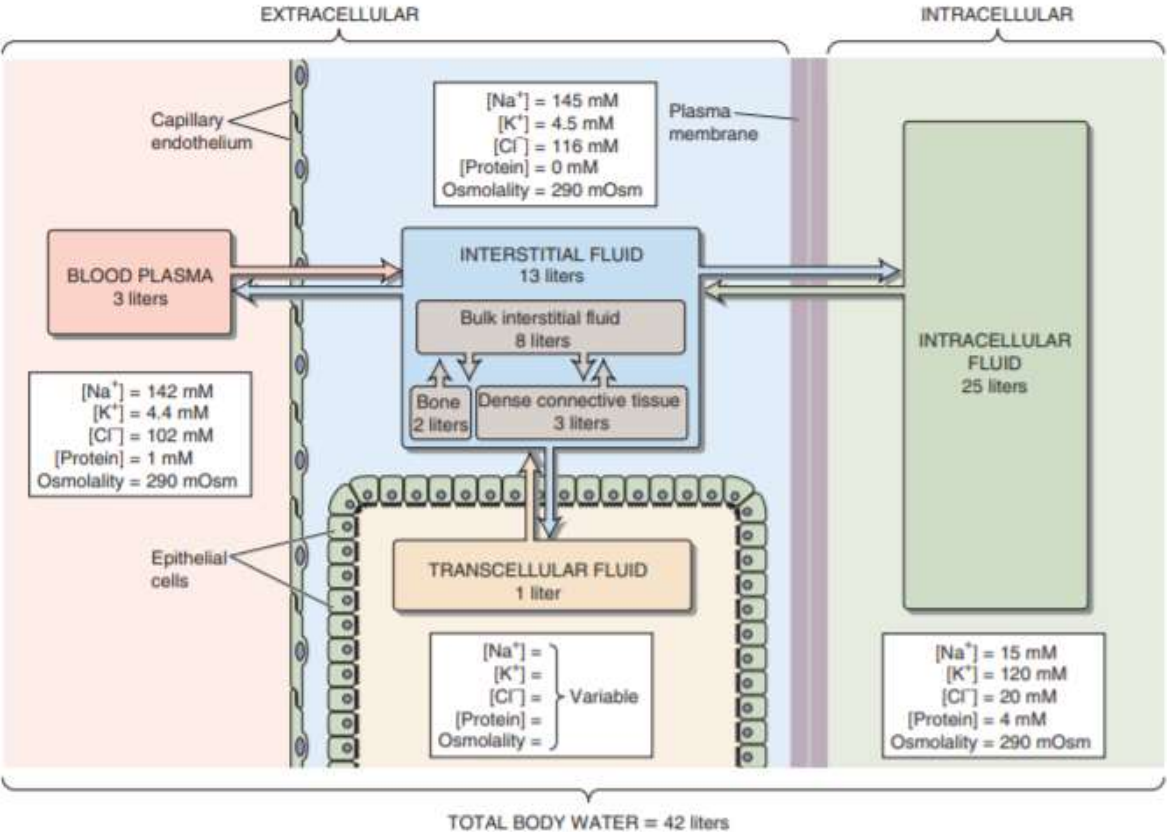 EXTRACELLULAR
INTRACELLULAR
Capillary
endothelium
[Na⁺] = 145 mM
[K⁺] = 4.5 mM
[Cl⁻] = 116 mM
[Protein] = 0 mM
Osmolality = 290 mOsm
Plasma
membrane
BLOOD PLASMA
3 liters
INTERSTITIAL FLUID
13 liters
Bulk interstitial fluid
8 liters
Bone
2 liters
Dense connective tissue
3 liters
INTRACELLULAR
FLUID
25 liters
[Na⁺] = 142 mM
[K⁺] = 4.4 mM
[Cl⁻] = 102 mM
[Protein] = 1 mM
Osmolality = 290 mOsm
Epithelial
cells
TRANSCELLULAR FLUID
1 liter
[Na⁺] =
[K⁺] =
[Cl⁻] = Variable
[Protein] =
Osmolality =
[Na⁺] = 15 mM
[K⁺] = 120 mM
[Cl⁻] = 20 mM
[Protein] = 4 mM
Osmolality = 290 mOsm
TOTAL BODY WATER = 42 liters